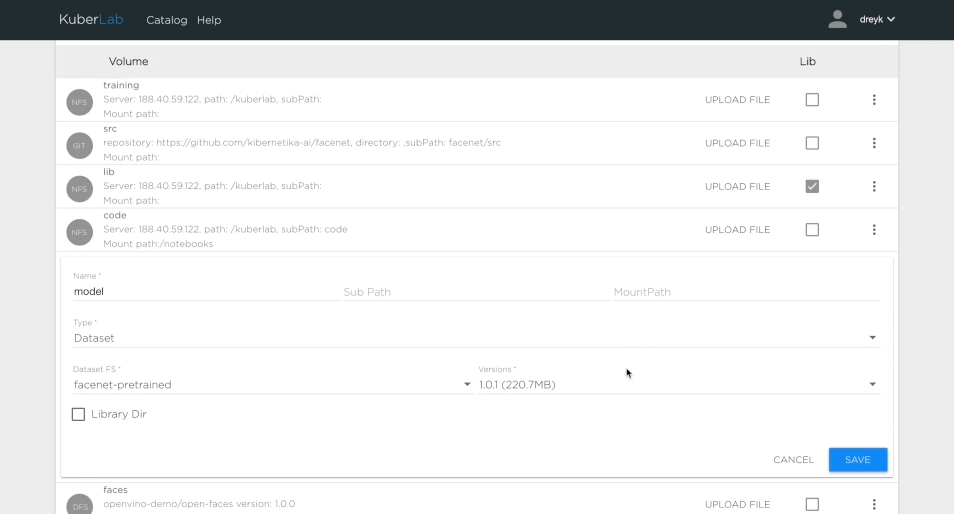 KuberLab Catalog Help dreyk
Volume Lib
training
NFS Server: 188.40.59.122, path: /kuberlab, subPath: UPLOAD FILE
Mount path:
src
GIT repository: https://github.com/kibernetika-ai/facenet, directory: ,subPath: facenet/src UPLOAD FILE
Mount path:
lib
NFS Server: 188.40.59.122, path: /kuberlab, subPath: UPLOAD FILE
Mount path:
code
NFS Server: 188.40.59.122, path: /kuberlab, subPath: code UPLOAD FILE
Mount path:/notebooks
Name *
model Sub Path MountPath
Type *
Dataset
Dataset FS * Versions *
facenet-pretrained 1.0.1 (220.7MB)
Library Dir
CANCEL SAVE
faces
DFS openvino-demo/open-faces version: 1.0.0 UPLOAD FILE